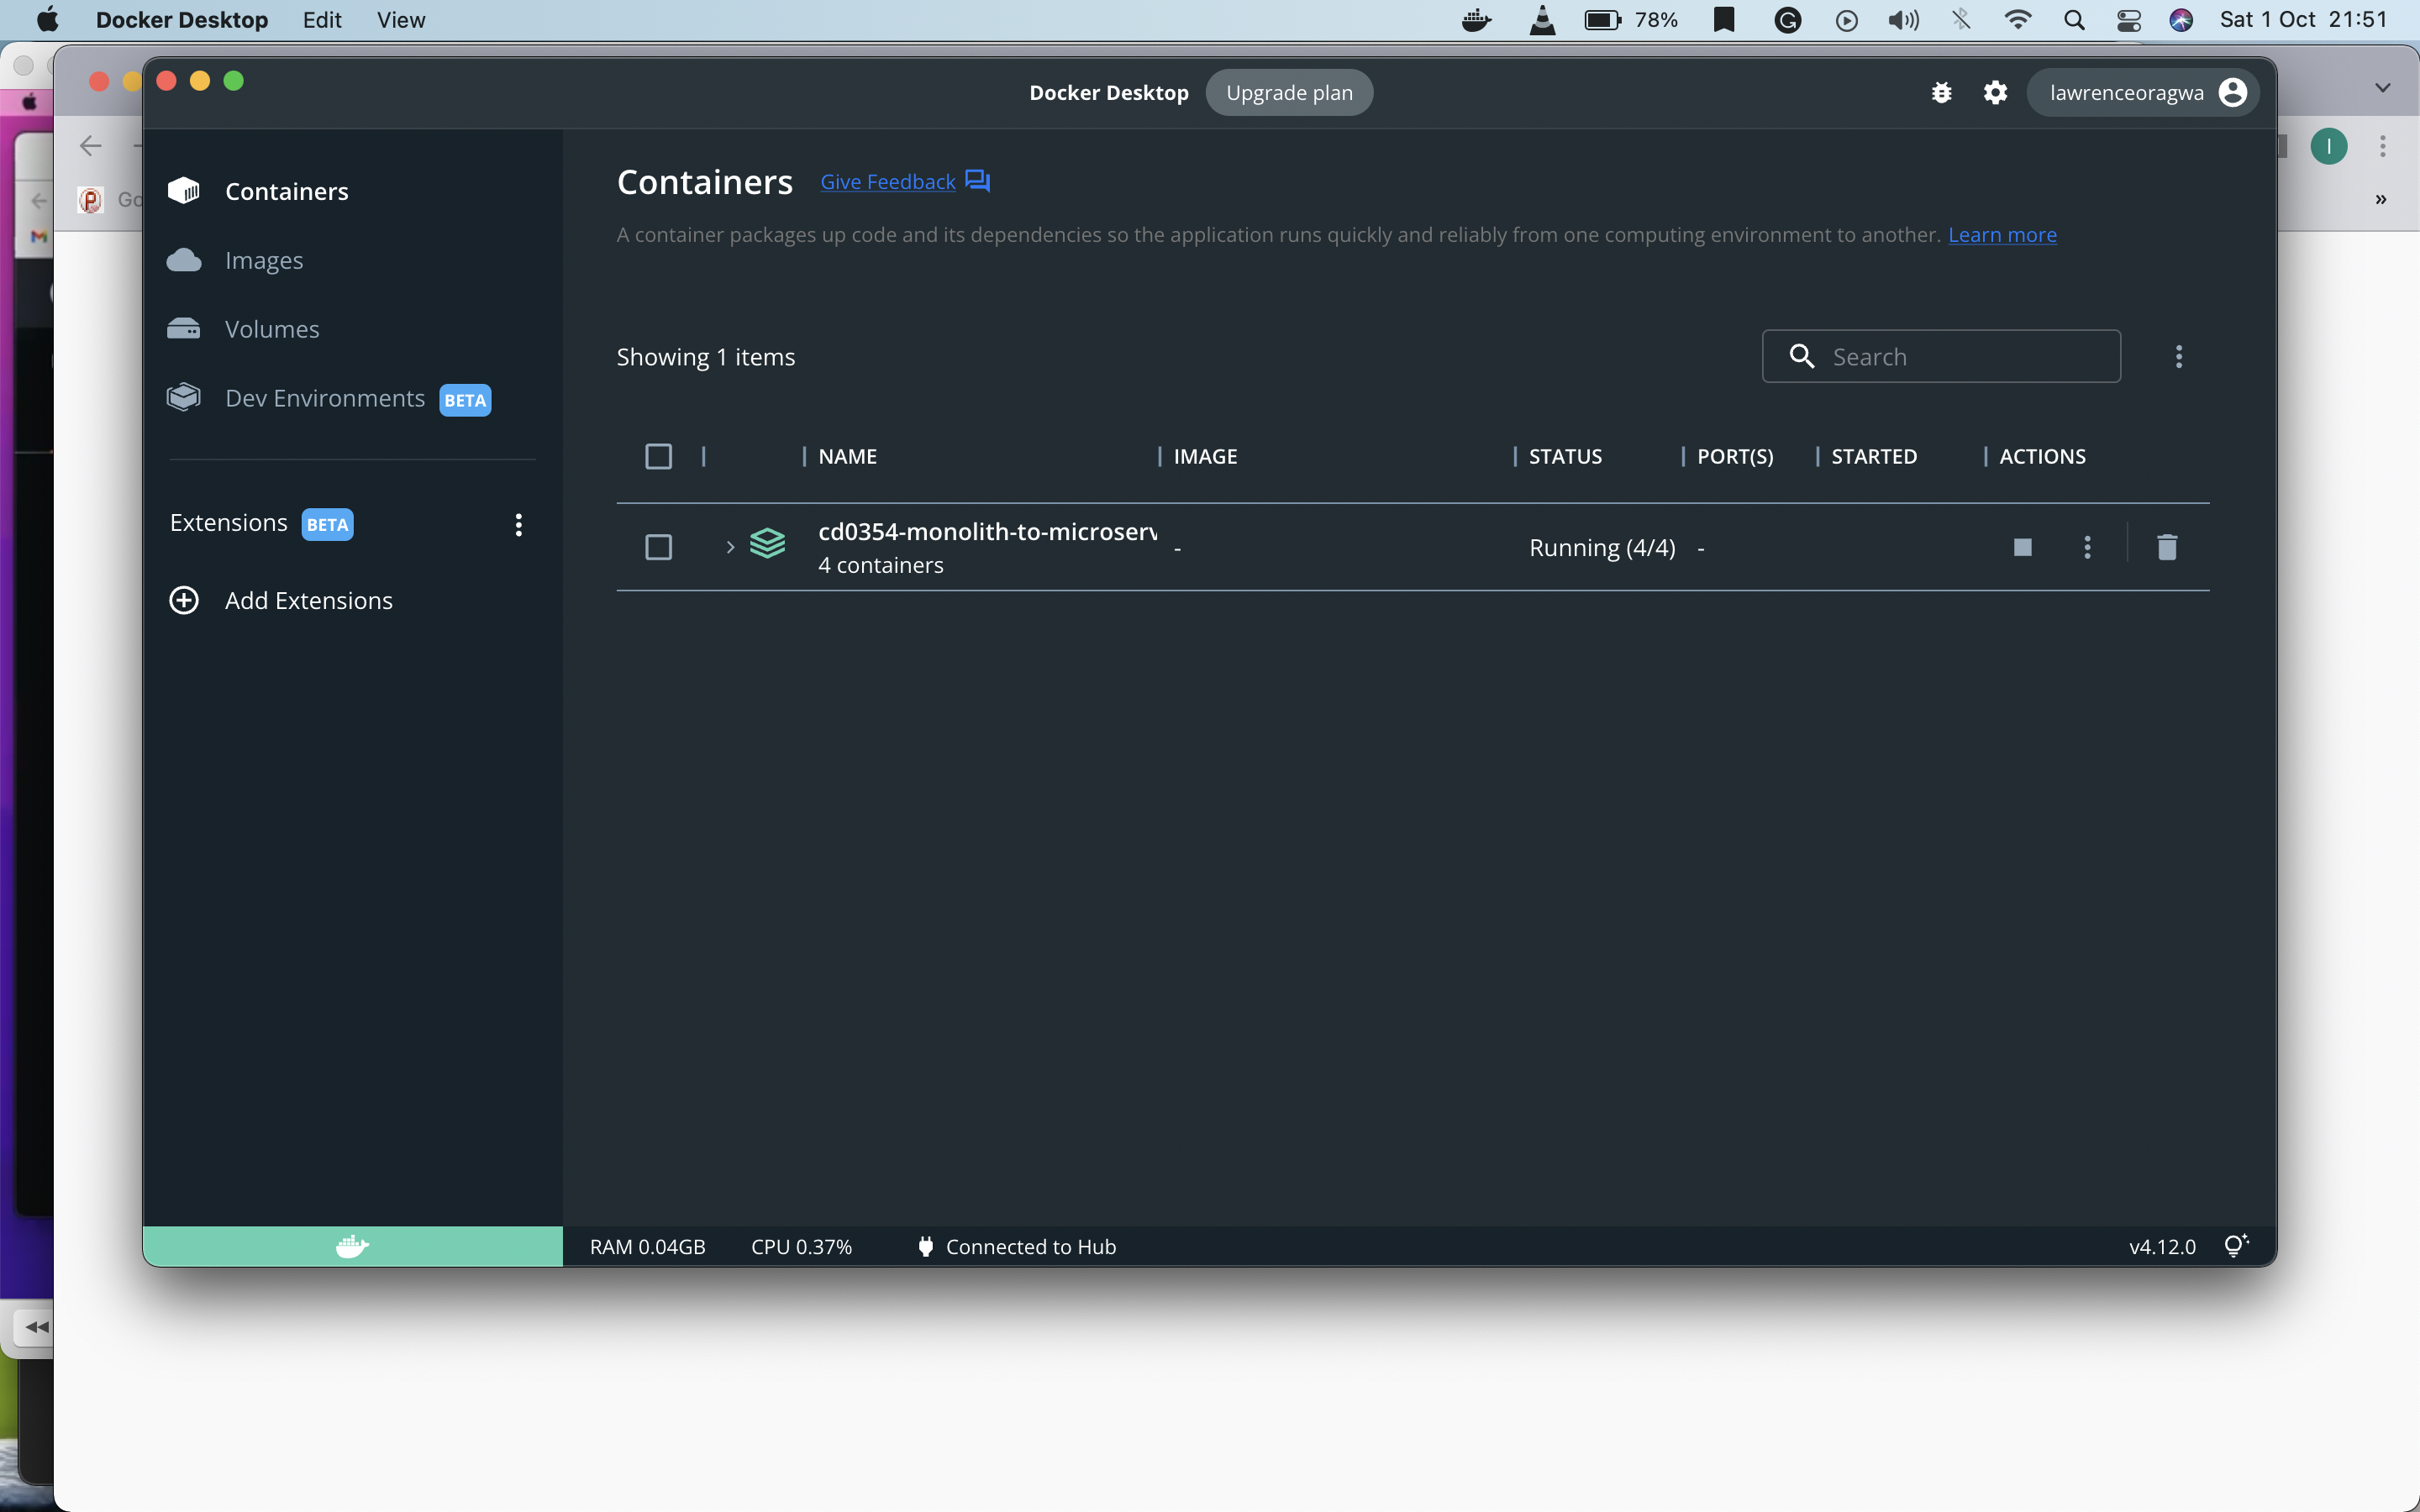 Docker Desktop Edit View 78% Sat 1 Oct 21:51
Docker Desktop Upgrade plan lawrenceoragwa
Containers
Images
Volumes
Dev Environments BETA
Extensions BETA
Add Extensions
Containers Give Feedback
A container packages up code and its dependencies so the application runs quickly and reliably from one computing environment to another. Learn more
Showing 1 items
Search
NAME IMAGE STATUS PORT(S) STARTED ACTIONS
cd0354-monolith-to-microserv - Running (4/4) -
4 containers
RAM 0.04GB CPU 0.37% Connected to Hub v4.12.0